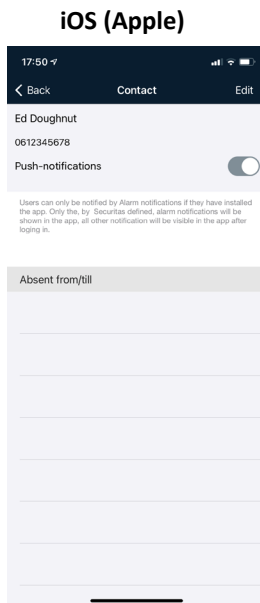 iOS (Apple)
17:50
Back Contact Edit
Ed Doughnut
0612345678
Push-notifications
Users can only be notified by Alarm notifications if they have installed
the app. Only the, by Securitas defined, alarm notifications will be
shown in the app, all other notification will be visible in the app after
loging in.
Absent from/till